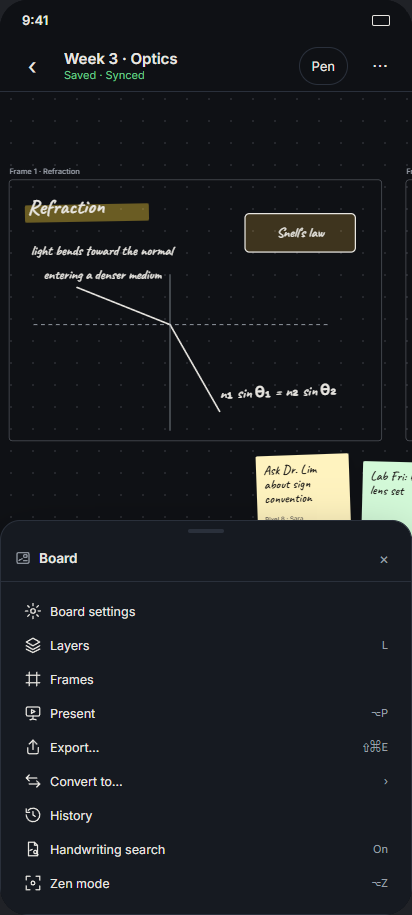 9:41
Week 3 · Optics
Saved · Synced
Pen
Frame 1 · Refraction
Refraction
Snell's law
light bends toward the normal
entering a denser medium
n1 sin θ1 = n2 sin θ2
Ask Dr. Lim
about sign
convention
Lab Fri:
lens set
Board
Board settings
Layers L
Frames
Present ⌥P
Export... ⇧⌘E
Convert to... ›
History
Handwriting search On
Zen mode ⌥Z